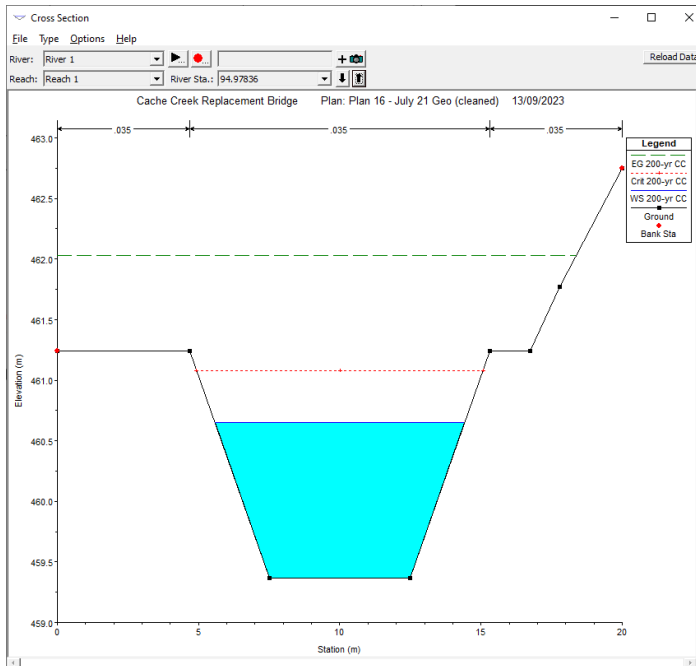 Cross Section
File Type Options Help
River: River 1
Reload Data
Reach: Reach 1 River Sta.: 94.97836
Cache Creek Replacement Bridge Plan: Plan 16 - July 21 Geo (cleaned) 13/09/2023
.035 .035 .035
Legend
EG 200-yr CC
Crit 200-yr CC
WS 200-yr CC
Ground
Bank Sta
463.0
462.5
462.0
461.5
461.0
460.5
460.0
459.5
459.0
Elevation (m)
0 5 10 15 20
Station (m)